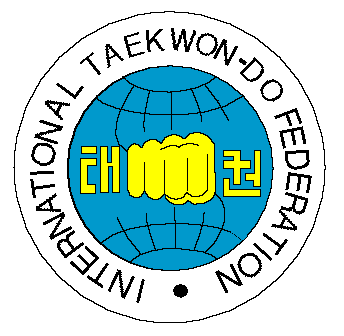 INTERNATIONAL TAEKWON-DO FEDERATION
태 권